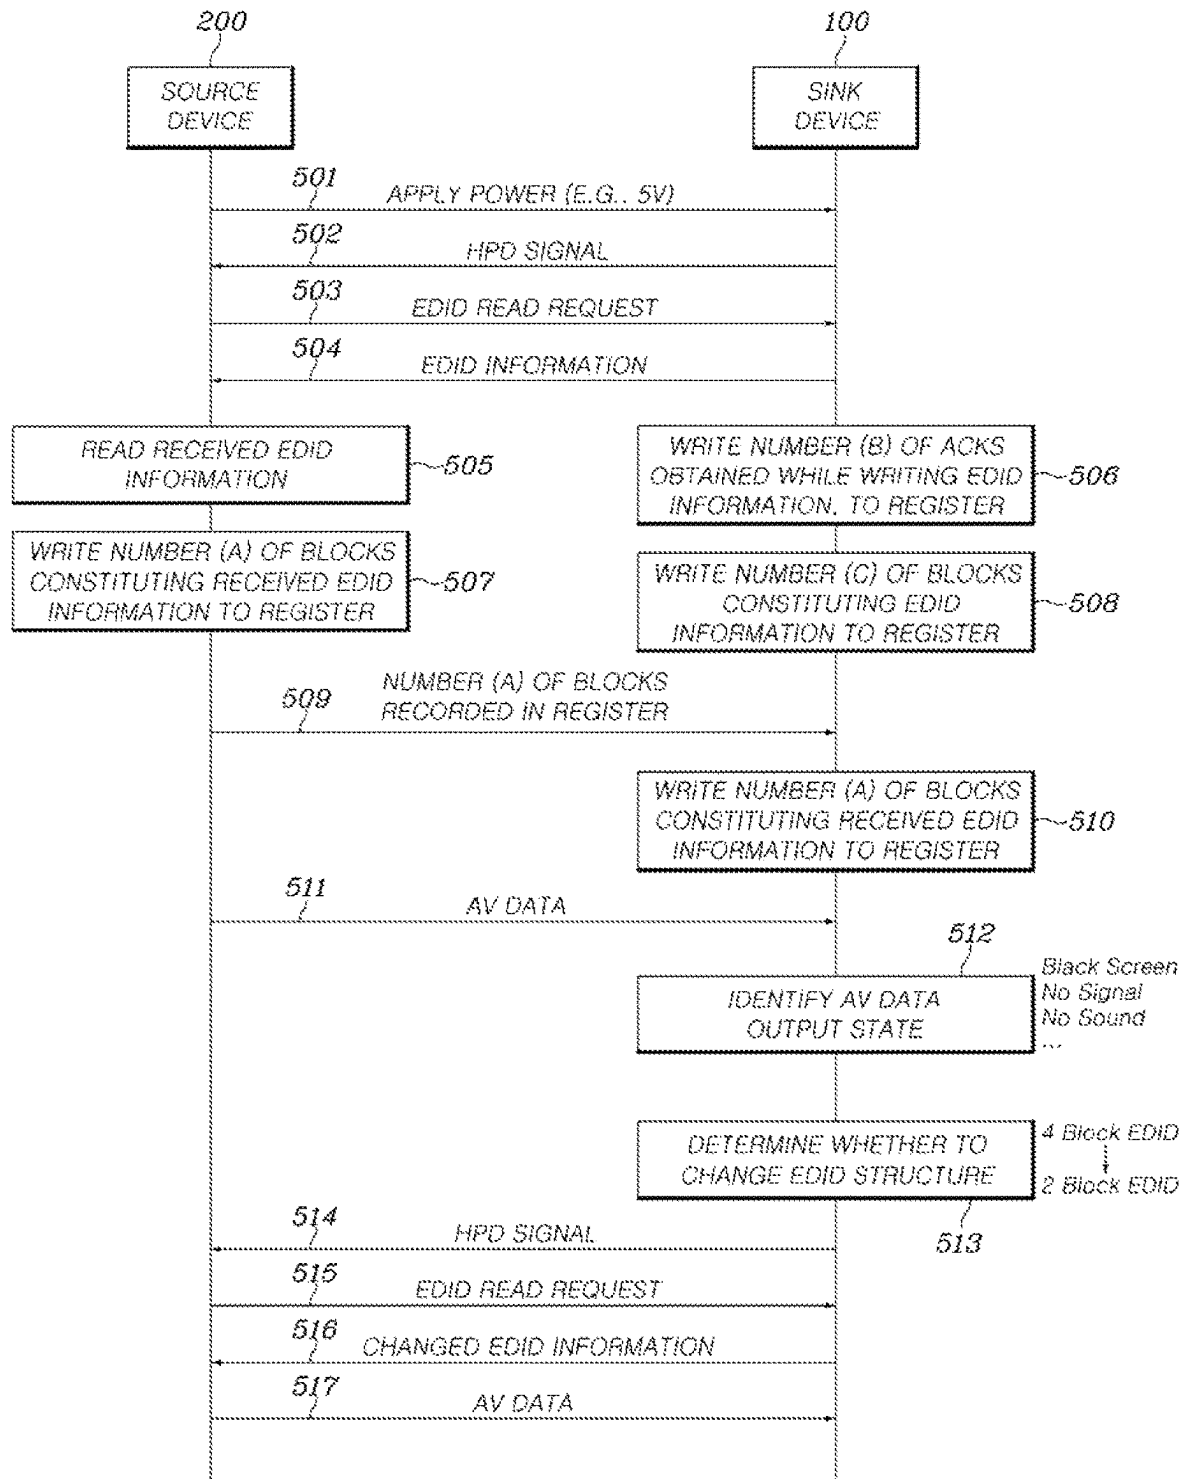 200
100
SOURCE
DEVICE
SINK
DEVICE
501
APPLY POWER (E.G., 5V)
502
HPD SIGNAL
503
EDID READ REQUEST
504
EDID INFORMATION
READ RECEIVED EDID
INFORMATION
505
WRITE NUMBER (B) OF ACKS
OBTAINED WHILE WRITING EDID
INFORMATION, TO REGISTER
506
WRITE NUMBER (A) OF BLOCKS
CONSTITUTING RECEIVED EDID
INFORMATION TO REGISTER
507
WRITE NUMBER (C) OF BLOCKS
CONSTITUTING EDID
INFORMATION TO REGISTER
508
509
NUMBER (A) OF BLOCKS
RECORDED IN REGISTER
WRITE NUMBER (A) OF BLOCKS
CONSTITUTING RECEIVED EDID
INFORMATION TO REGISTER
510
511
AV DATA
512
IDENTIFY AV DATA
OUTPUT STATE
Black Screen
No Signal
No Sound
...
DETERMINE WHETHER TO
CHANGE EDID STRUCTURE
4 Block EDID
2 Block EDID
513
514
HPD SIGNAL
515
EDID READ REQUEST
516
CHANGED EDID INFORMATION
517
AV DATA